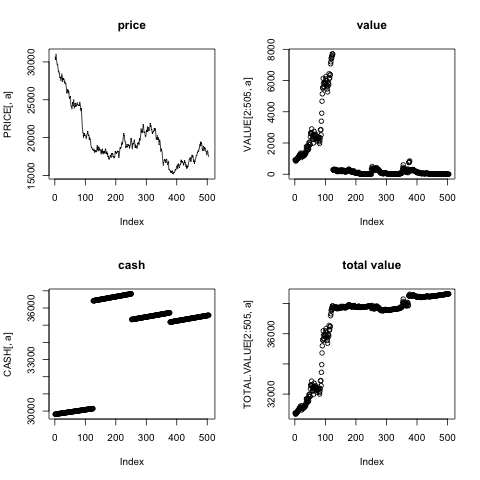 price
PRICE[, a]
15000 20000 25000 30000
0 100 200 300 400 500
Index
value
VALUE[2:505, a]
0 2000 4000 6000 8000
0 100 200 300 400 500
Index
cash
CASH[, a]
30000 33000 36000
0 100 200 300 400 500
Index
total value
TOTAL.VALUE[2:505, a]
32000 36000
0 100 200 300 400 500
Index